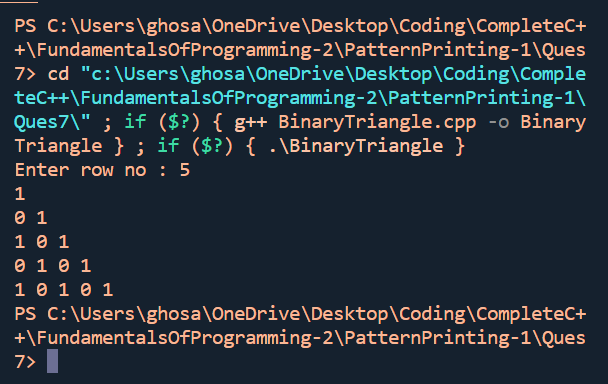 PS C:\Users\ghosa\OneDrive\Desktop\Coding\CompleteC+
+\FundamentalsOfProgramming-2\PatternPrinting-1\Ques
7> cd "c:\Users\ghosa\OneDrive\Desktop\Coding\Comple
teC++\FundamentalsOfProgramming-2\PatternPrinting-1\
Ques7\" ; if ($?) { g++ BinaryTriangle.cpp -o Binary
Triangle } ; if ($?) { .\BinaryTriangle }
Enter row no : 5
1
0 1
1 0 1
0 1 0 1
1 0 1 0 1
PS C:\Users\ghosa\OneDrive\Desktop\Coding\CompleteC+
+\FundamentalsOfProgramming-2\PatternPrinting-1\Ques
7>